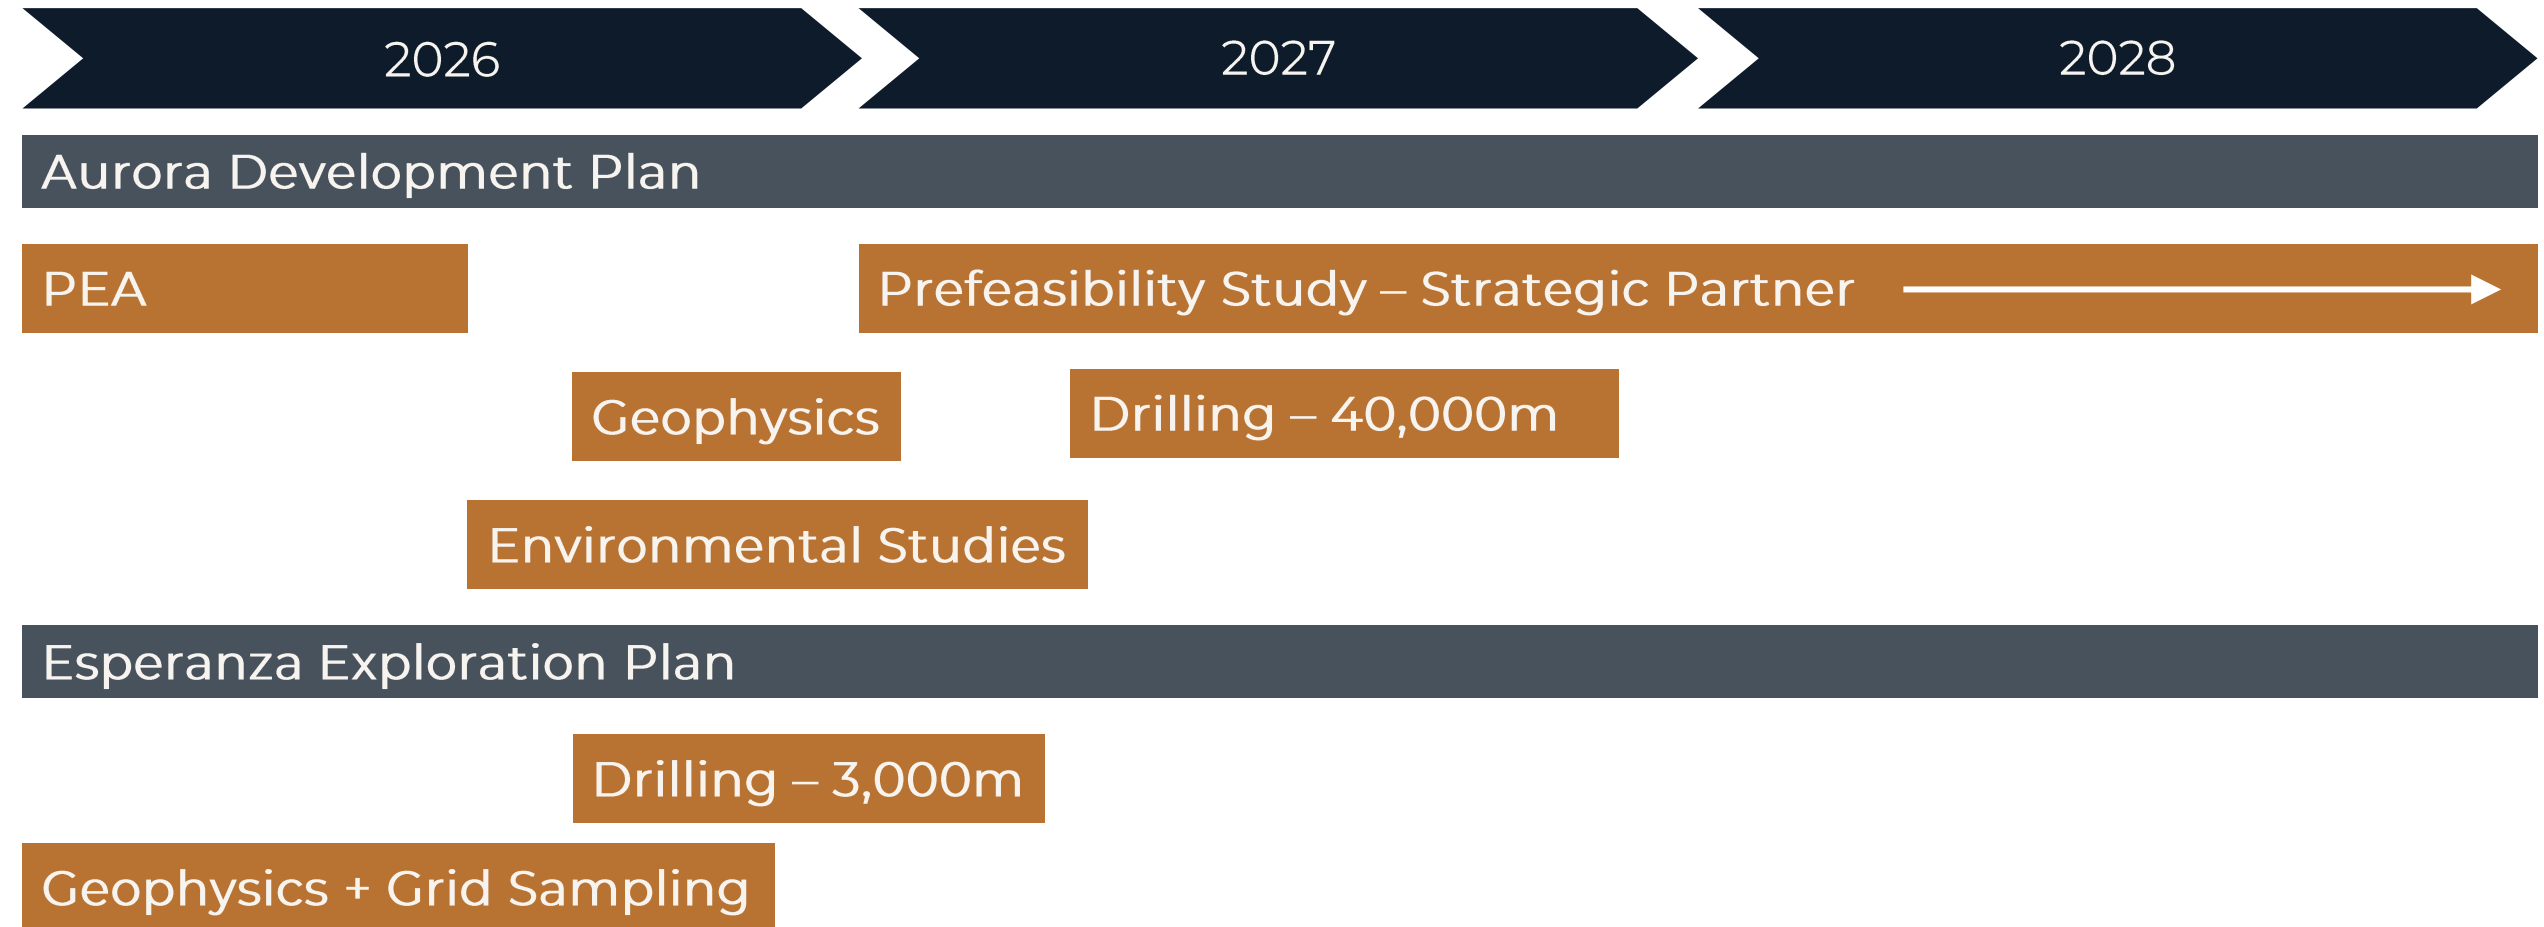 2026
2027
2028
Aurora Development Plan
PEA
Prefeasibility Study – Strategic Partner
Geophysics
Drilling – 40,000m
Environmental Studies
Esperanza Exploration Plan
Drilling – 3,000m
Geophysics + Grid Sampling